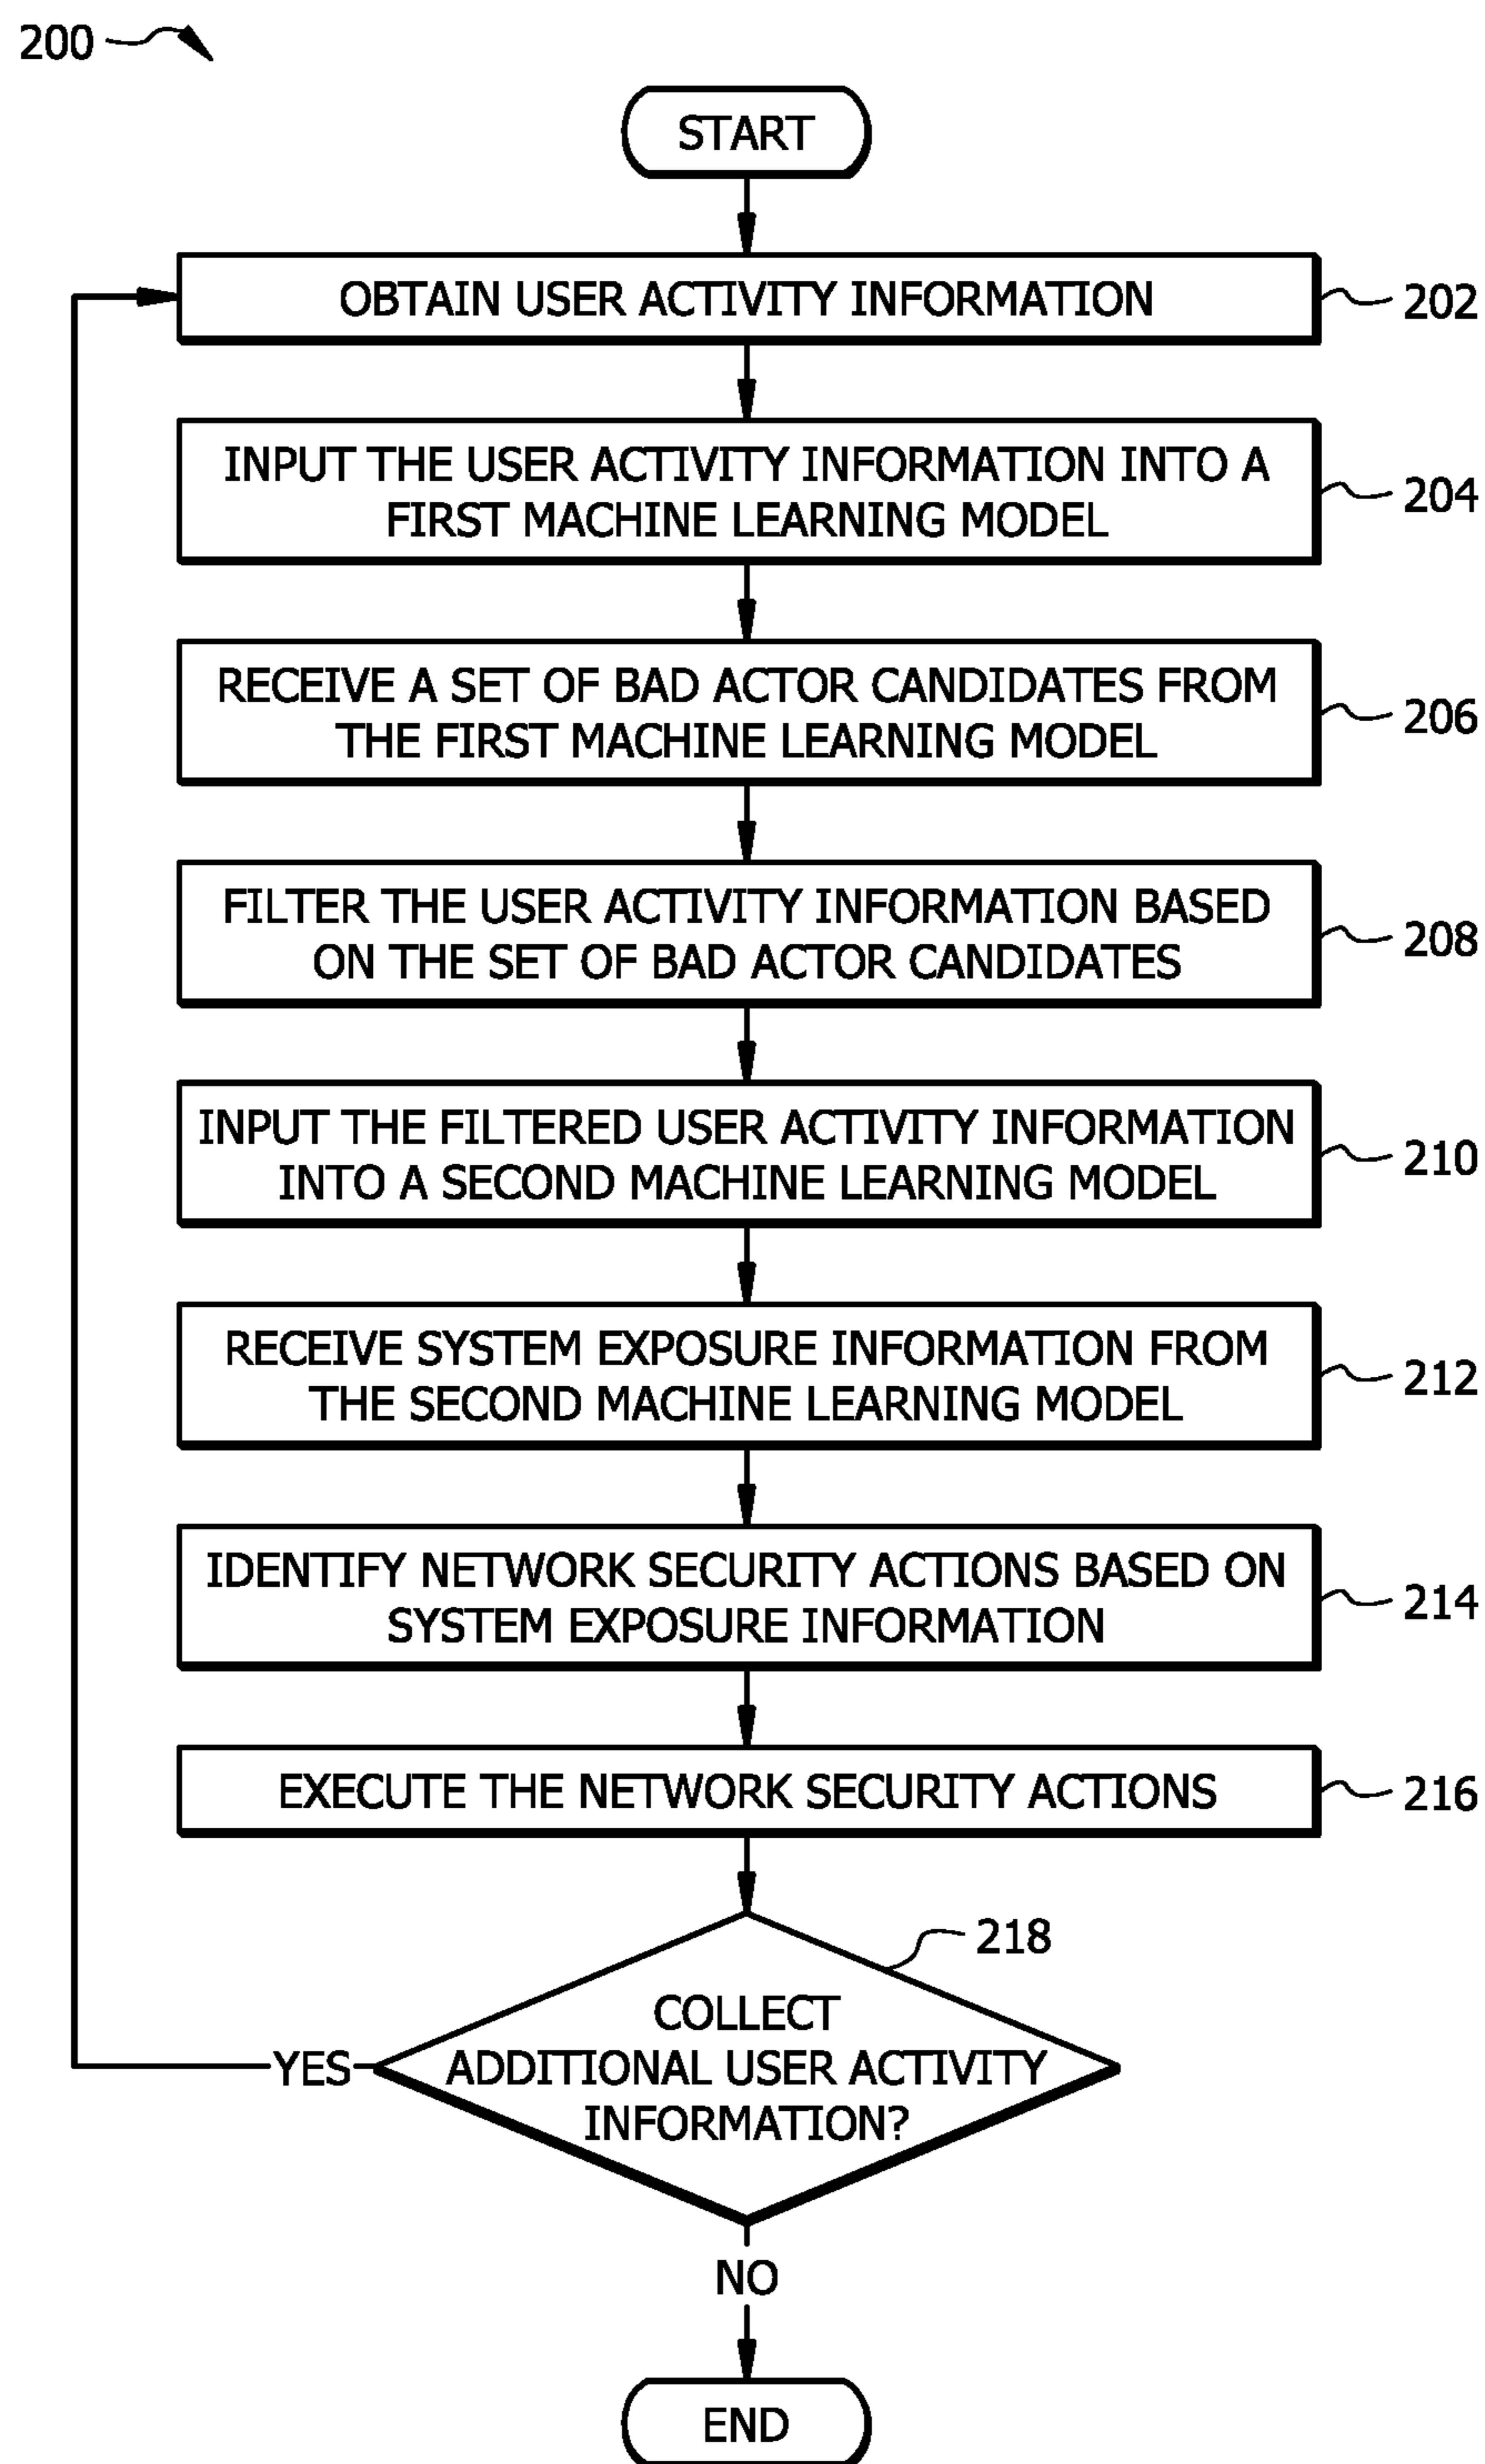 200
START
OBTAIN USER ACTIVITY INFORMATION
202
INPUT THE USER ACTIVITY INFORMATION INTO A
FIRST MACHINE LEARNING MODEL
204
RECEIVE A SET OF BAD ACTOR CANDIDATES FROM
THE FIRST MACHINE LEARNING MODEL
206
FILTER THE USER ACTIVITY INFORMATION BASED
ON THE SET OF BAD ACTOR CANDIDATES
208
INPUT THE FILTERED USER ACTIVITY INFORMATION
INTO A SECOND MACHINE LEARNING MODEL
210
RECEIVE SYSTEM EXPOSURE INFORMATION FROM
THE SECOND MACHINE LEARNING MODEL
212
IDENTIFY NETWORK SECURITY ACTIONS BASED ON
SYSTEM EXPOSURE INFORMATION
214
EXECUTE THE NETWORK SECURITY ACTIONS
216
218
COLLECT
ADDITIONAL USER ACTIVITY
INFORMATION?
YES
NO
END